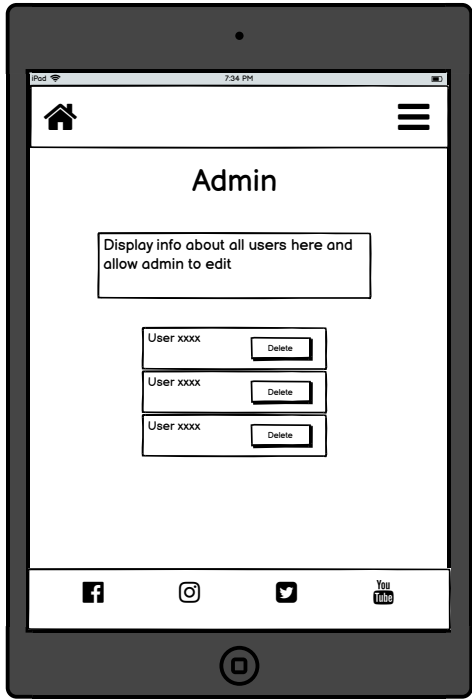 iPad
7:34 PM
Admin
Display info about all users here and
allow admin to edit
User xxxx
Delete
User xxxx
Delete
User xxxx
Delete
You
Tube